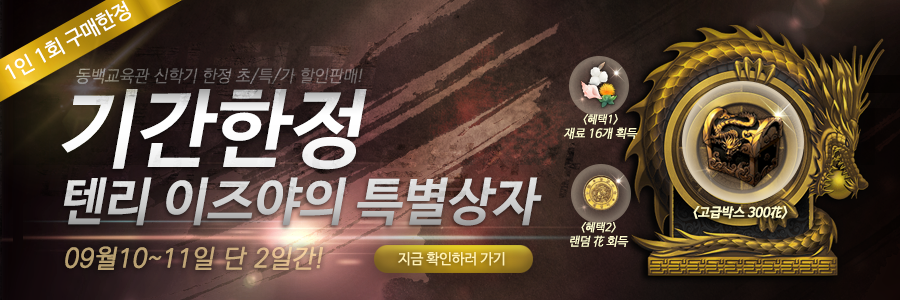 1인 1회 구매한정
동백교육관 신학기 한정 초/특/가 할인판매!
기간한정
텐리 이즈야의 특별상자
09월10~11일 단 2일간!
지금 확인하러 가기
<혜택1>
재료 16개 획득
<혜택2>
랜덤 花 회득
<고급박스 300花>